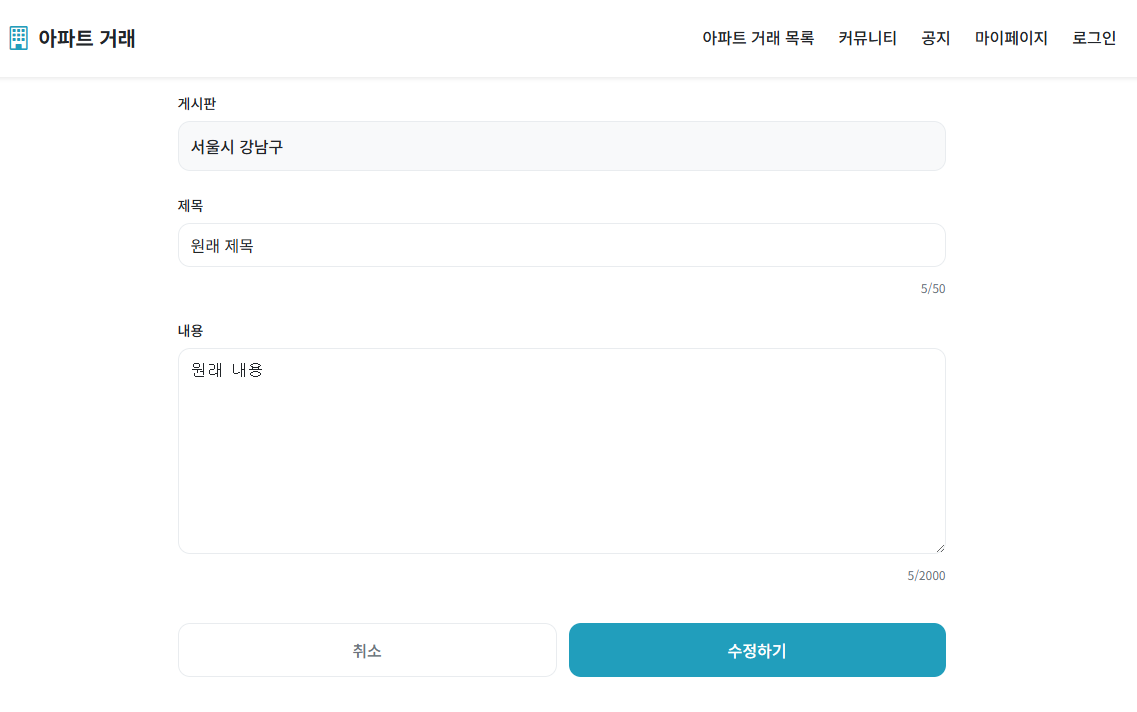 아파트 거래
아파트 거래 목록 커뮤니티 공지 마이페이지 로그인
게시판
서울시 강남구
제목
원래 제목
5/50
내용
원래 내용
5/2000
취소 수정하기